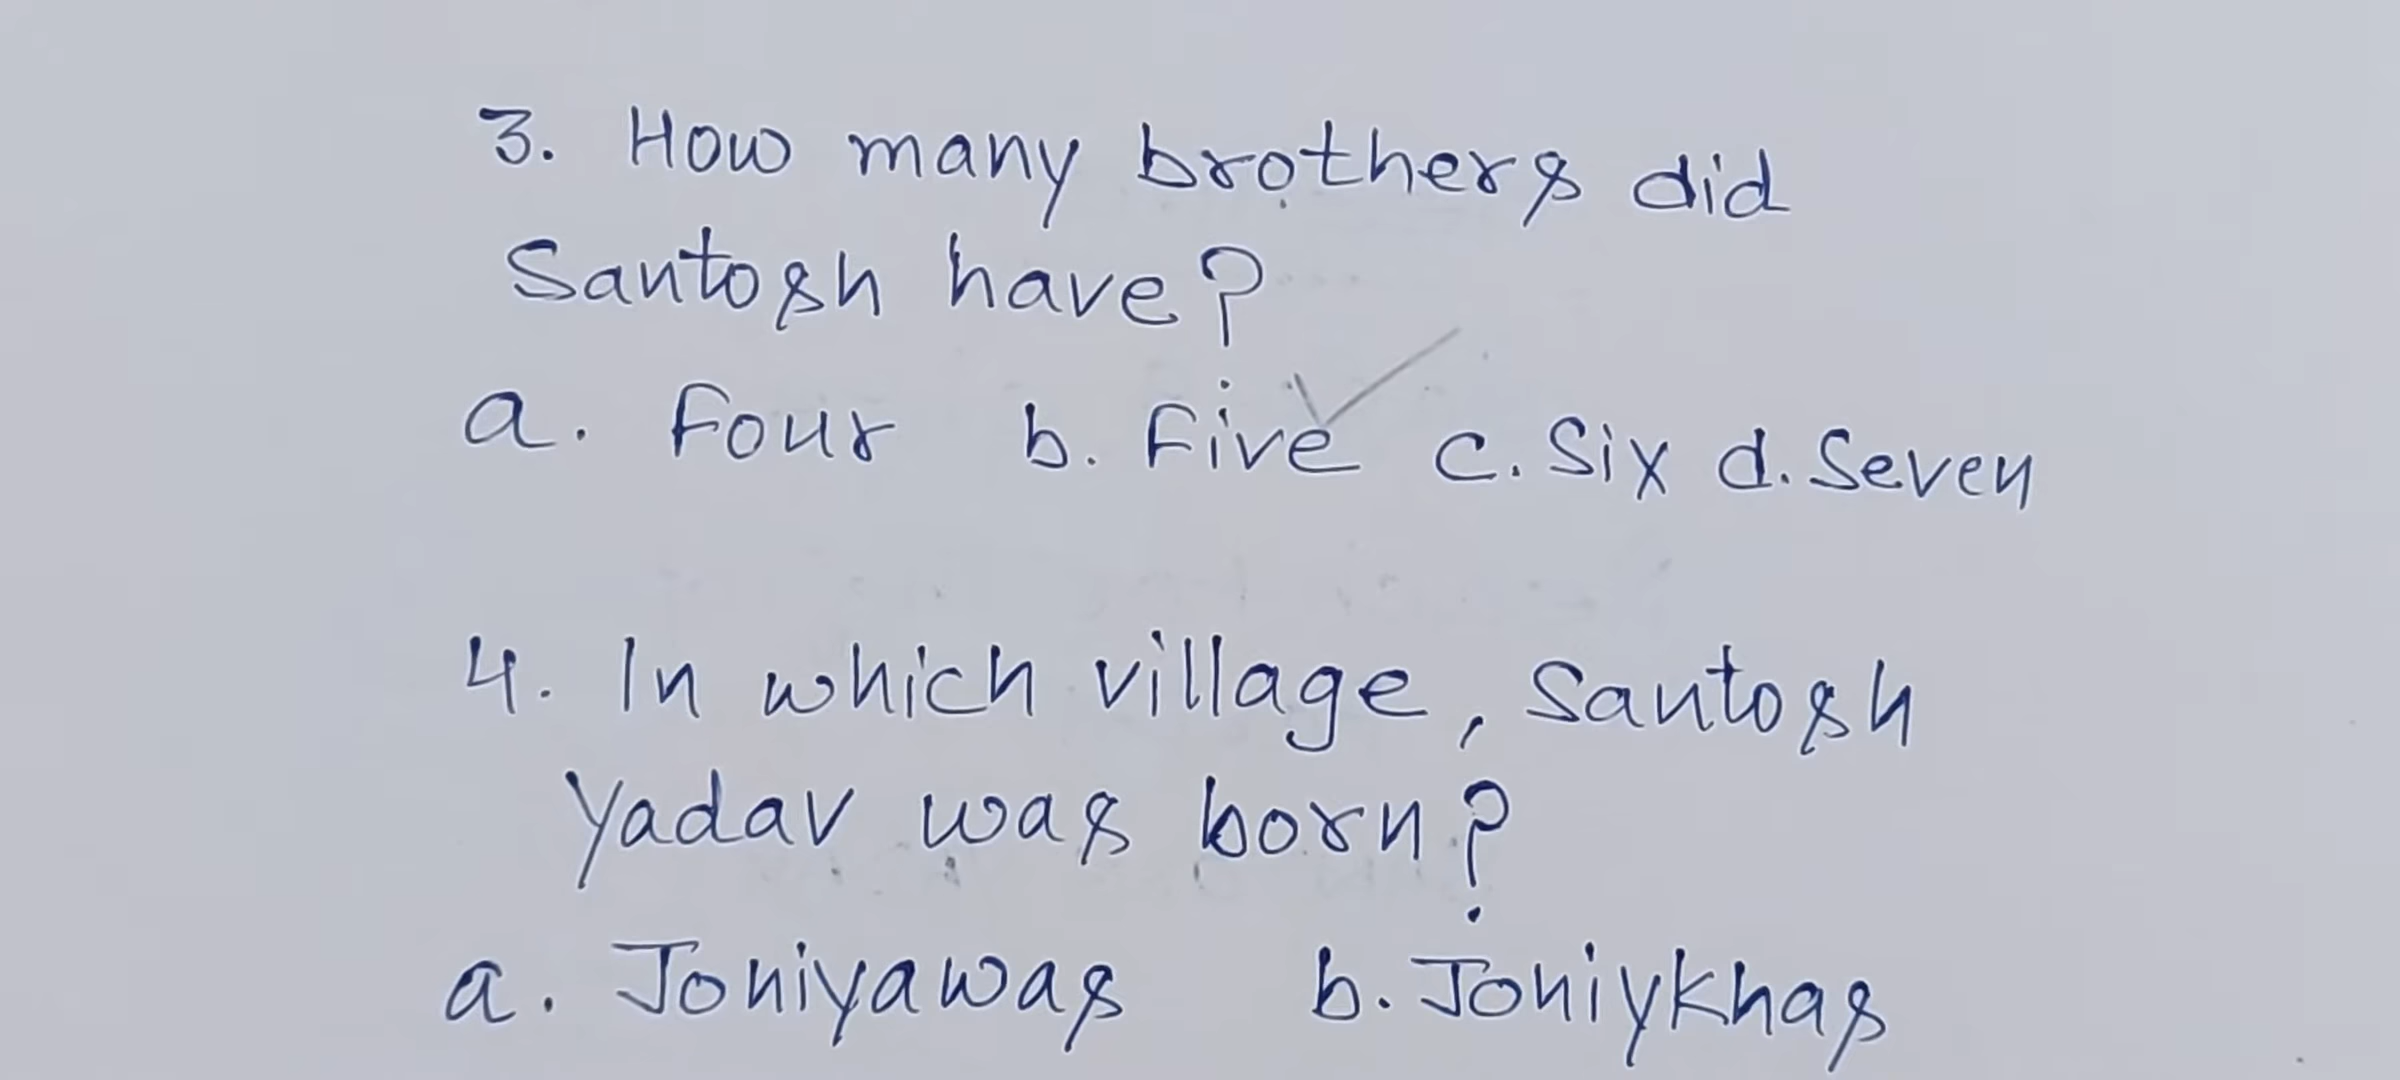 3. How many brothers did
Santosh have?
a. Four b. Five c. Six d. Seven
4. In which village, Santosh
Yadav was born?
a. Joniyawas b. Joniykhas